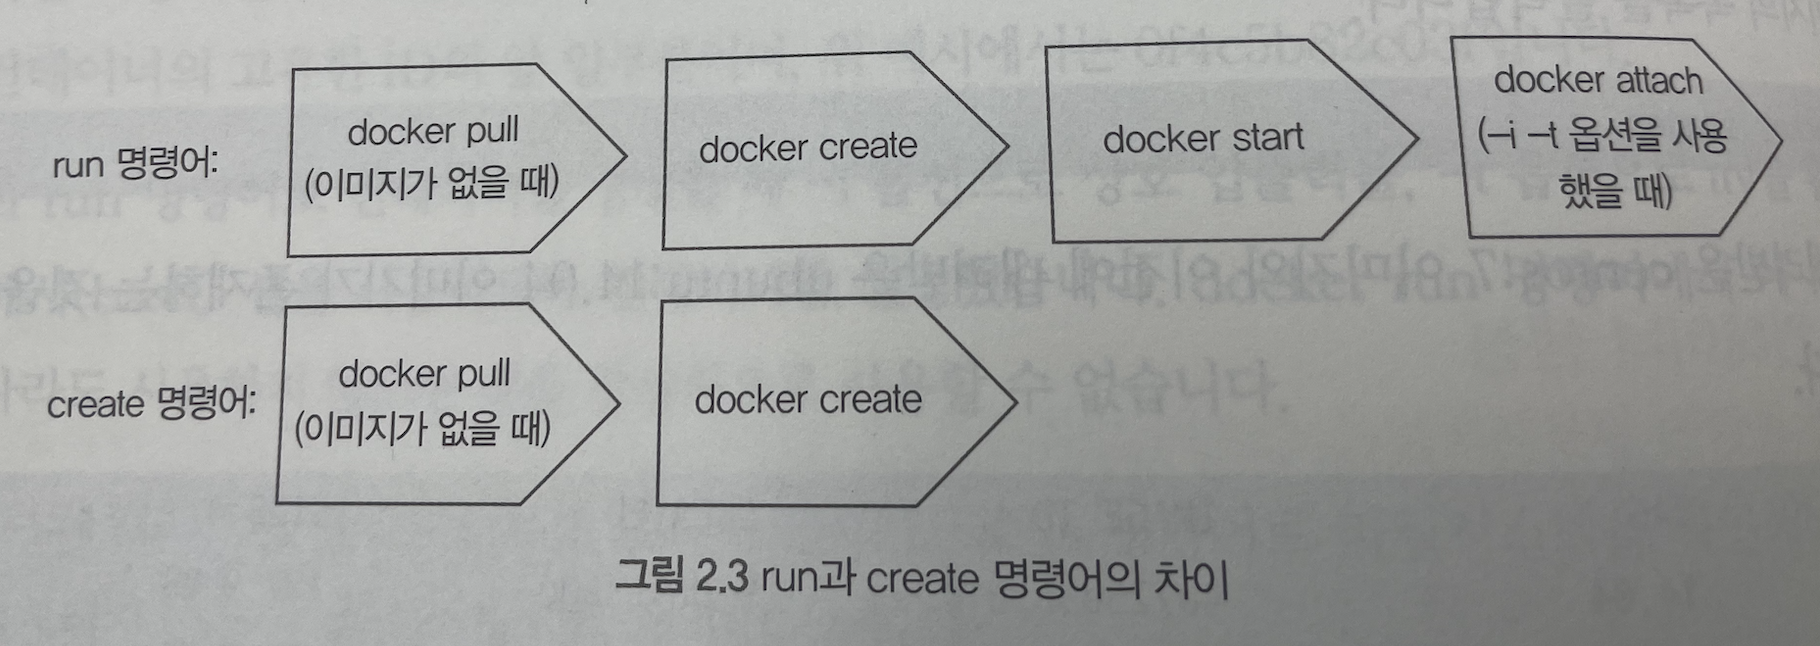 run 명령어:
docker pull
(이미지가 없을 때)
docker create
docker start
docker attach
(-i -t 옵션을 사용
했을 때)
create 명령어:
docker pull
(이미지가 없을 때)
docker create
그림 2.3 run과 create 명령어의 차이